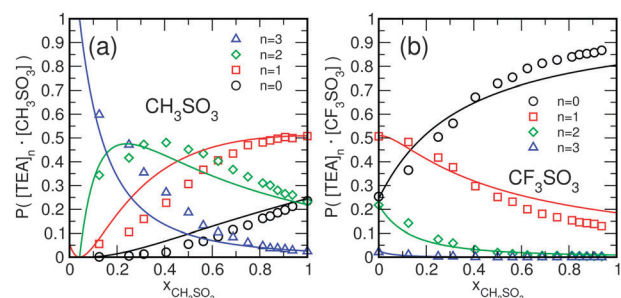 (a)
n=3
n=2
n=1
n=0
CH₃SO₃
P( [TEA]ₙ · [CH₃SO₃] )
1
0.9
0.8
0.7
0.6
0.5
0.4
0.3
0.2
0.1
0
0 0.2 0.4 0.6 0.8 1
x_CH₃SO₃
(b)
n=0
n=1
n=2
n=3
CF₃SO₃
P( [TEA]ₙ · [CF₃SO₃] )
1
0.9
0.8
0.7
0.6
0.5
0.4
0.3
0.2
0.1
0
0 0.2 0.4 0.6 0.8 1
x_CH₃SO₃